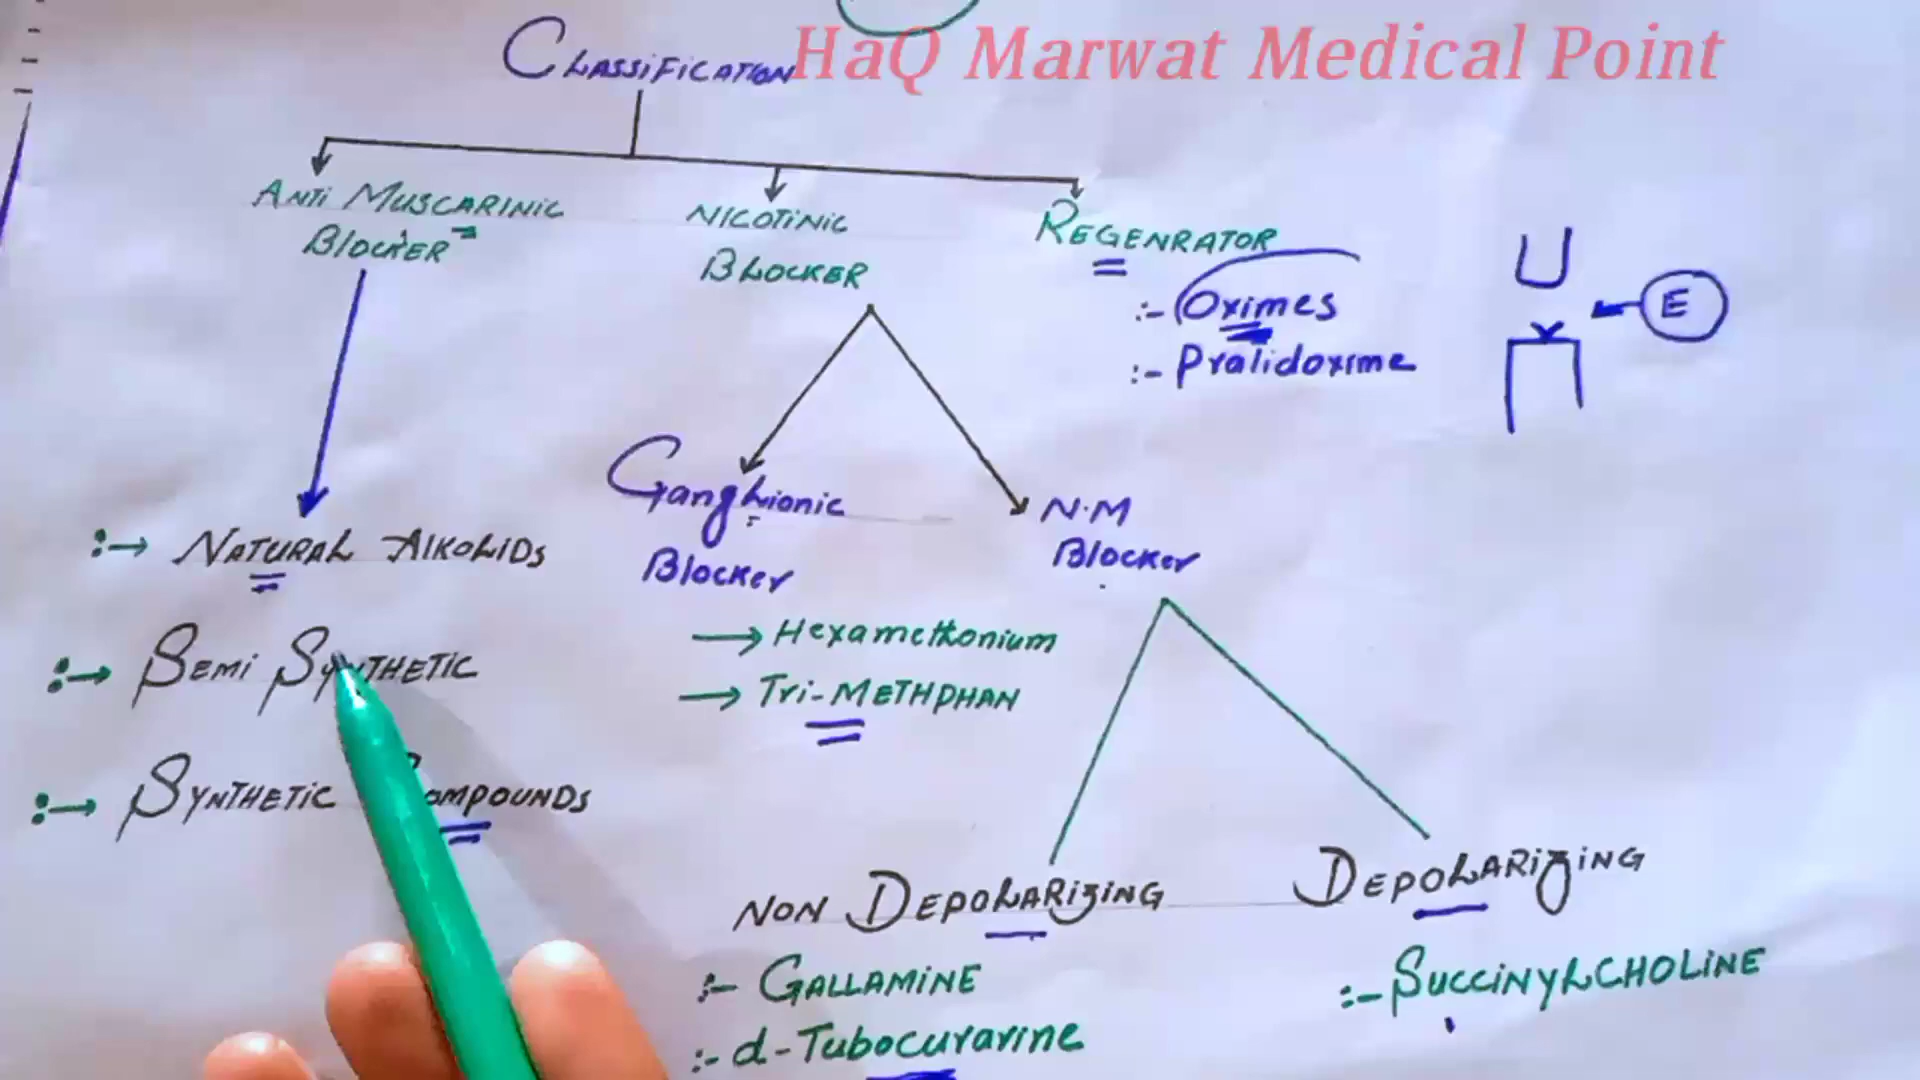 HaQ Marwat Medical Point
CLASSIFICATION
ANTI MUSCARINIC
BLOCKER
NICOTINIC
BLOCKER
REGENRATOR
:- Oximes
:- Pralidoxime
E
NATURAL ALKOLIDS
SEMI SYNTHETIC
SYNTHETIC COMPOUNDS
Ganglionic
Blocker
Hexamethonium
Tri-METHPHAN
N.M
Blocker
NON DEPOLARIZING
:- GALLAMINE
:- d-Tubocurarine
DEPOLARIZING
:- SUCCINYLCHOLINE